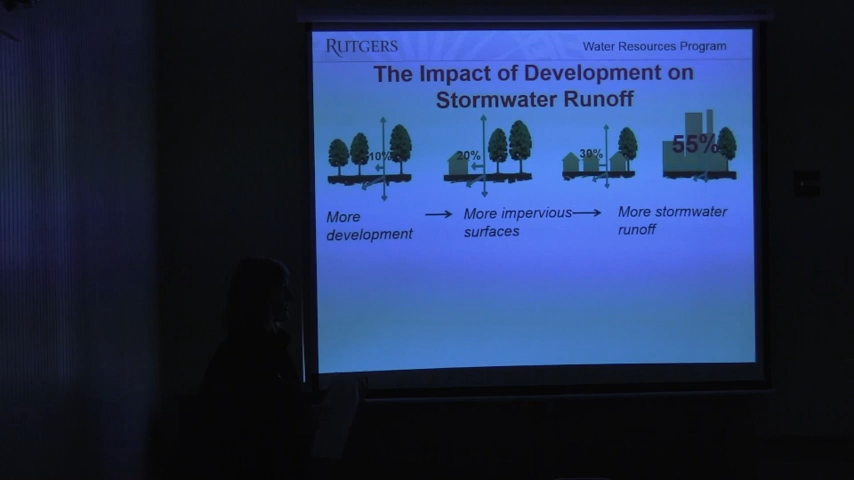 RUTGERS
Water Resources Program
The Impact of Development on
Stormwater Runoff
10%
20%
30%
55%
More
development
More impervious
surfaces
More stormwater
runoff